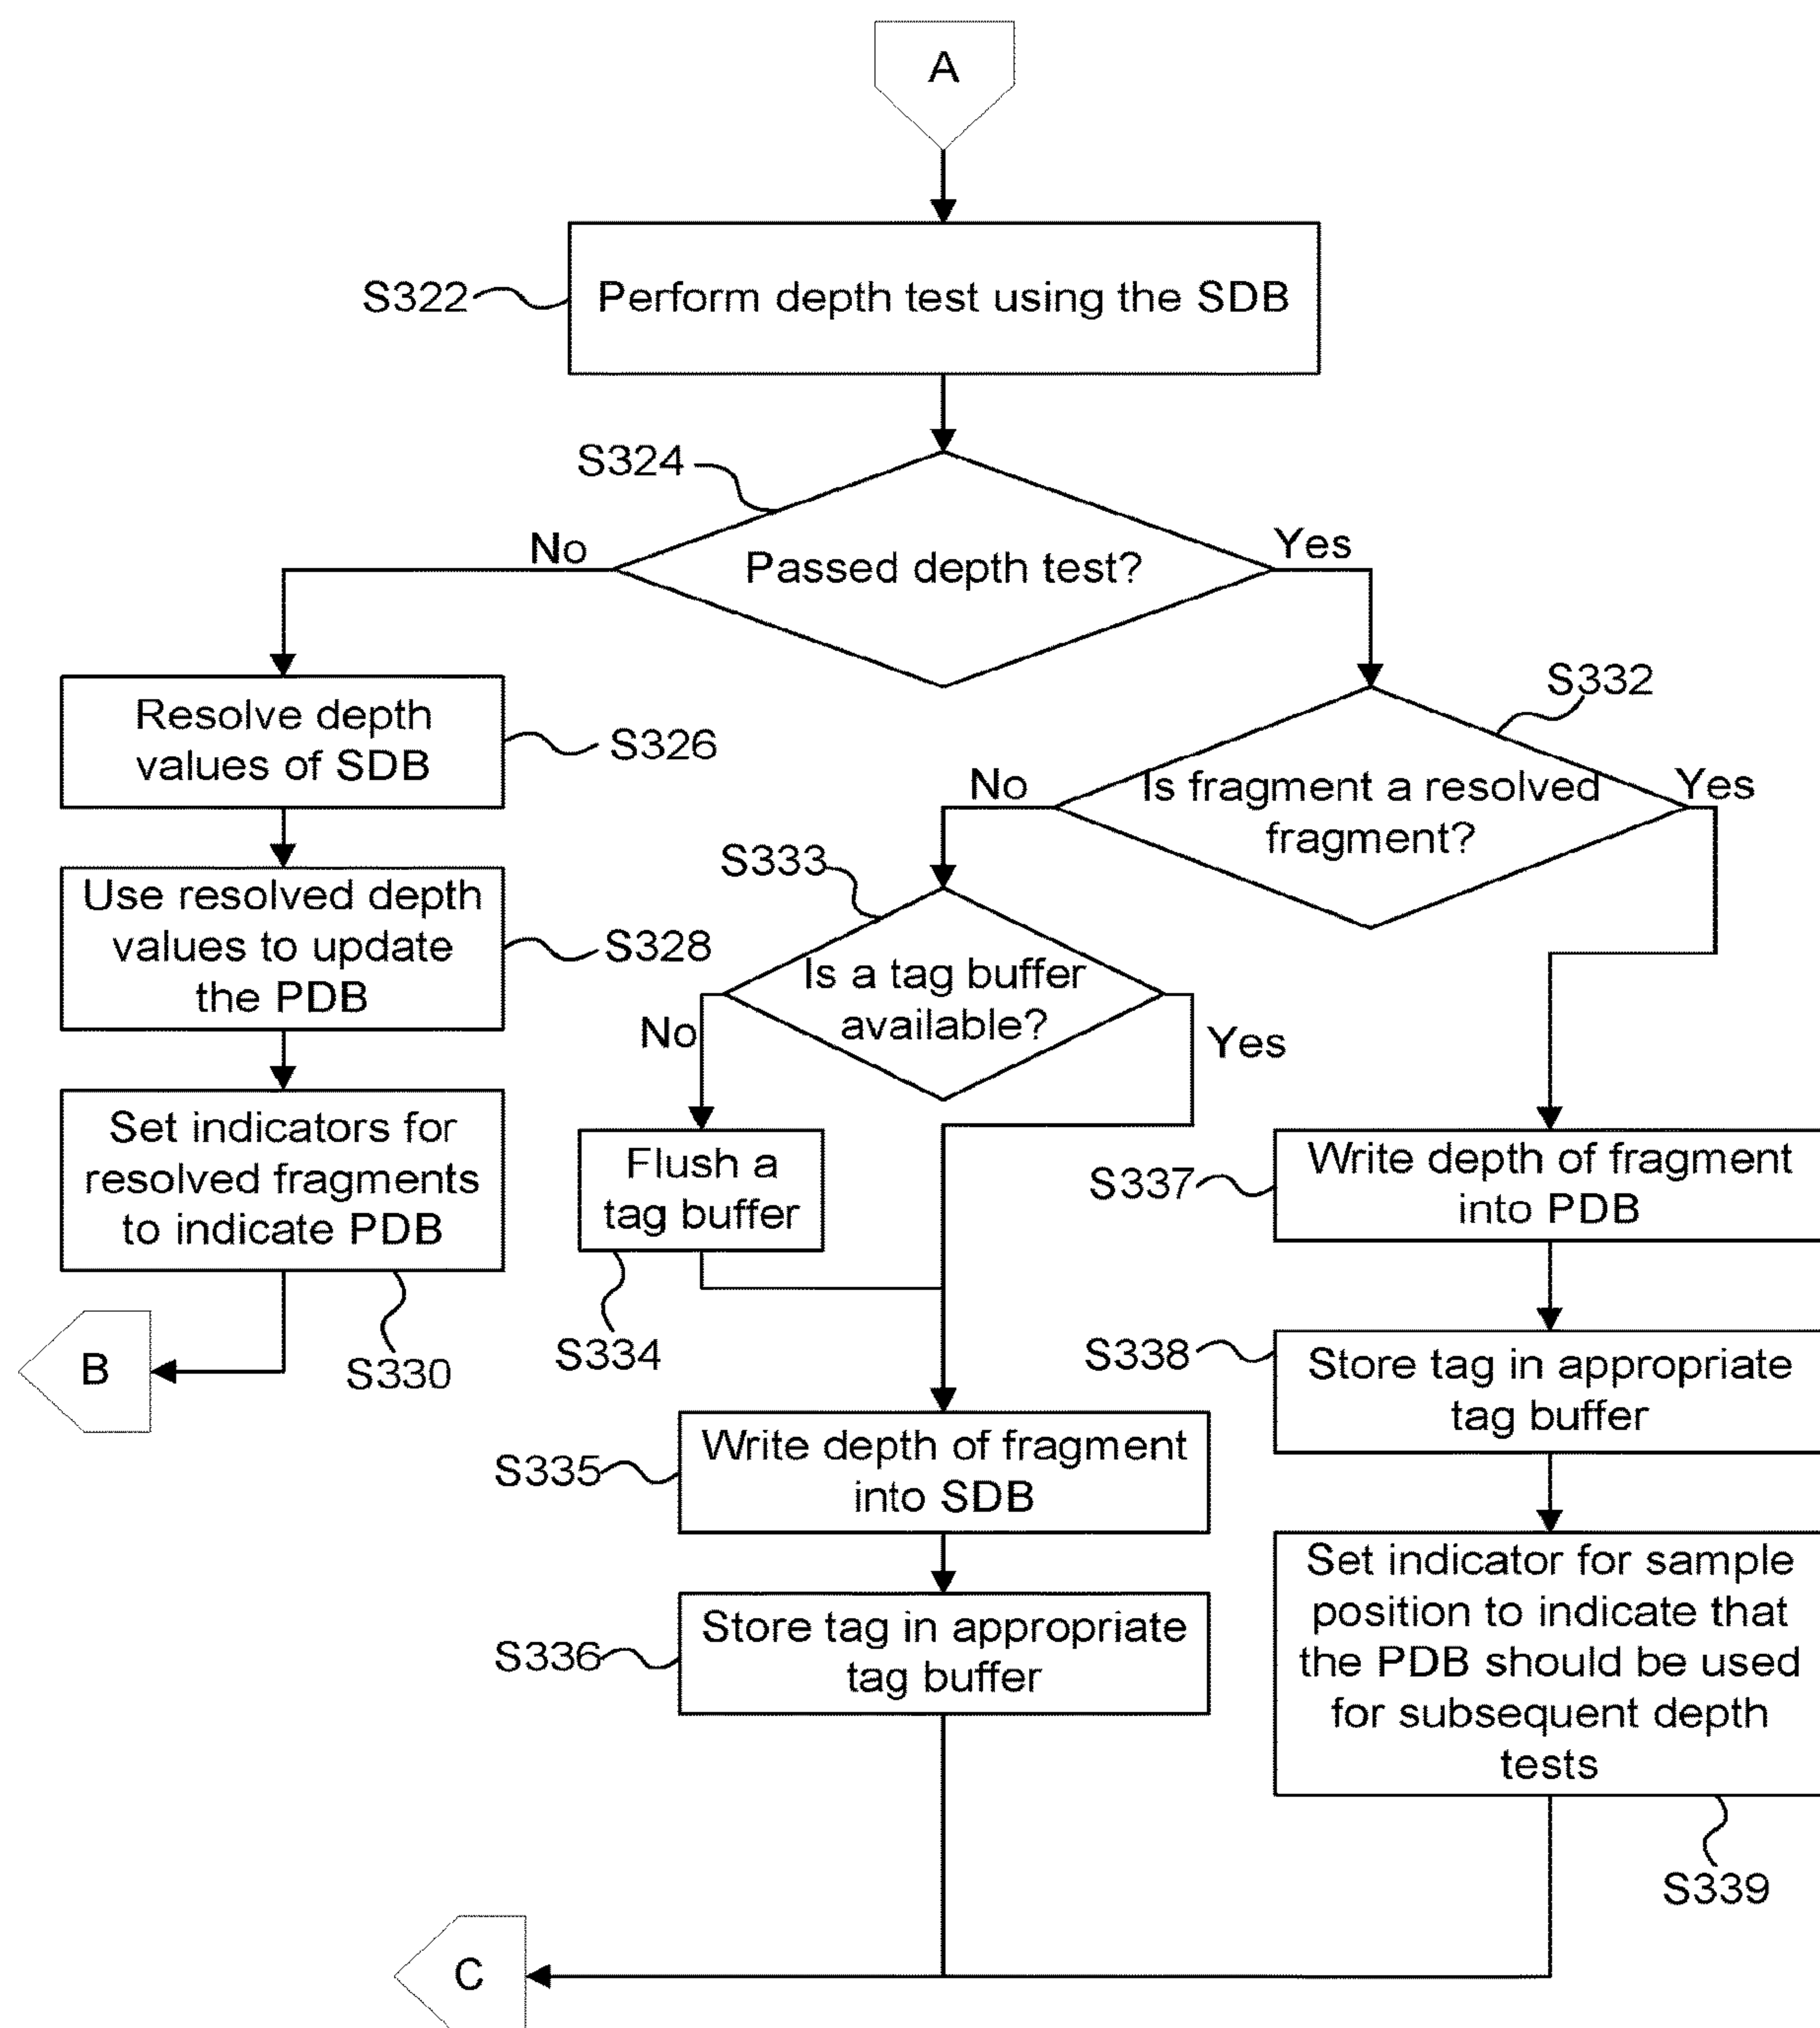 A
S322
Perform depth test using the SDB
S324
No
Passed depth test?
Yes
Resolve depth
values of SDB
S326
S332
Is fragment a resolved
fragment?
No
Yes
Use resolved depth
values to update
the PDB
S328
S333
Is a tag buffer
available?
No
Yes
Set indicators for
resolved fragments
to indicate PDB
S330
B
Flush a
tag buffer
S334
S337
Write depth of fragment
into PDB
S338
Store tag in appropriate
tag buffer
S335
Write depth of fragment
into SDB
S336
Store tag in appropriate
tag buffer
Set indicator for sample
position to indicate that
the PDB should be used
for subsequent depth
tests
S339
C